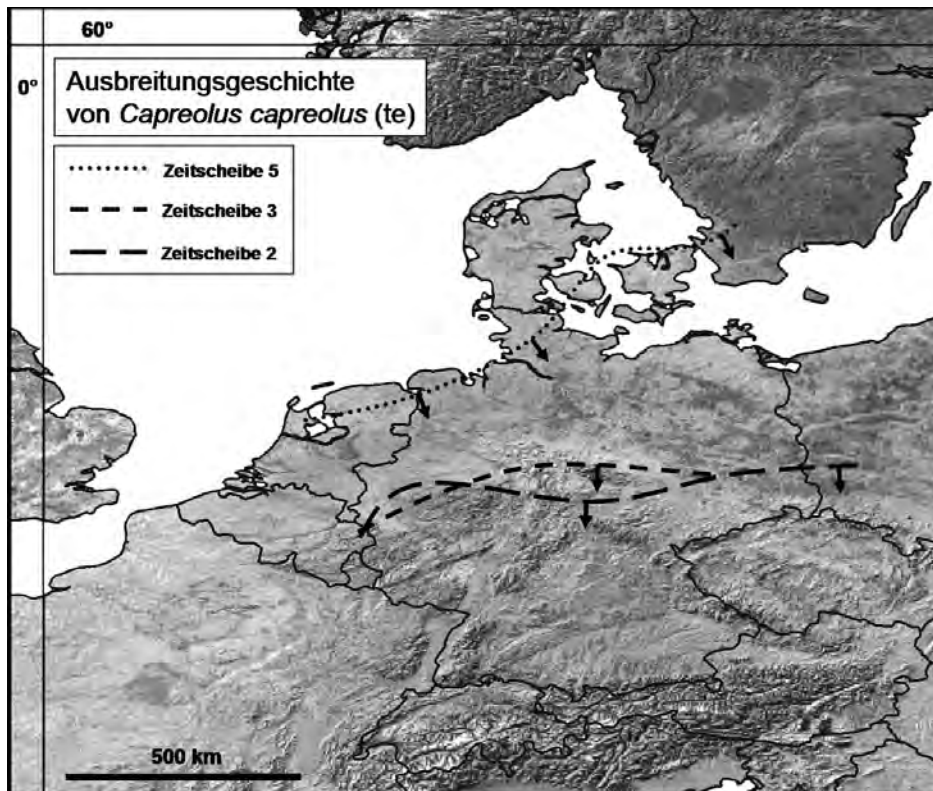 60°
0°
Ausbreitungsgeschichte
von Capreolus capreolus (te)
Zeitscheibe 5
Zeitscheibe 3
Zeitscheibe 2
500 km